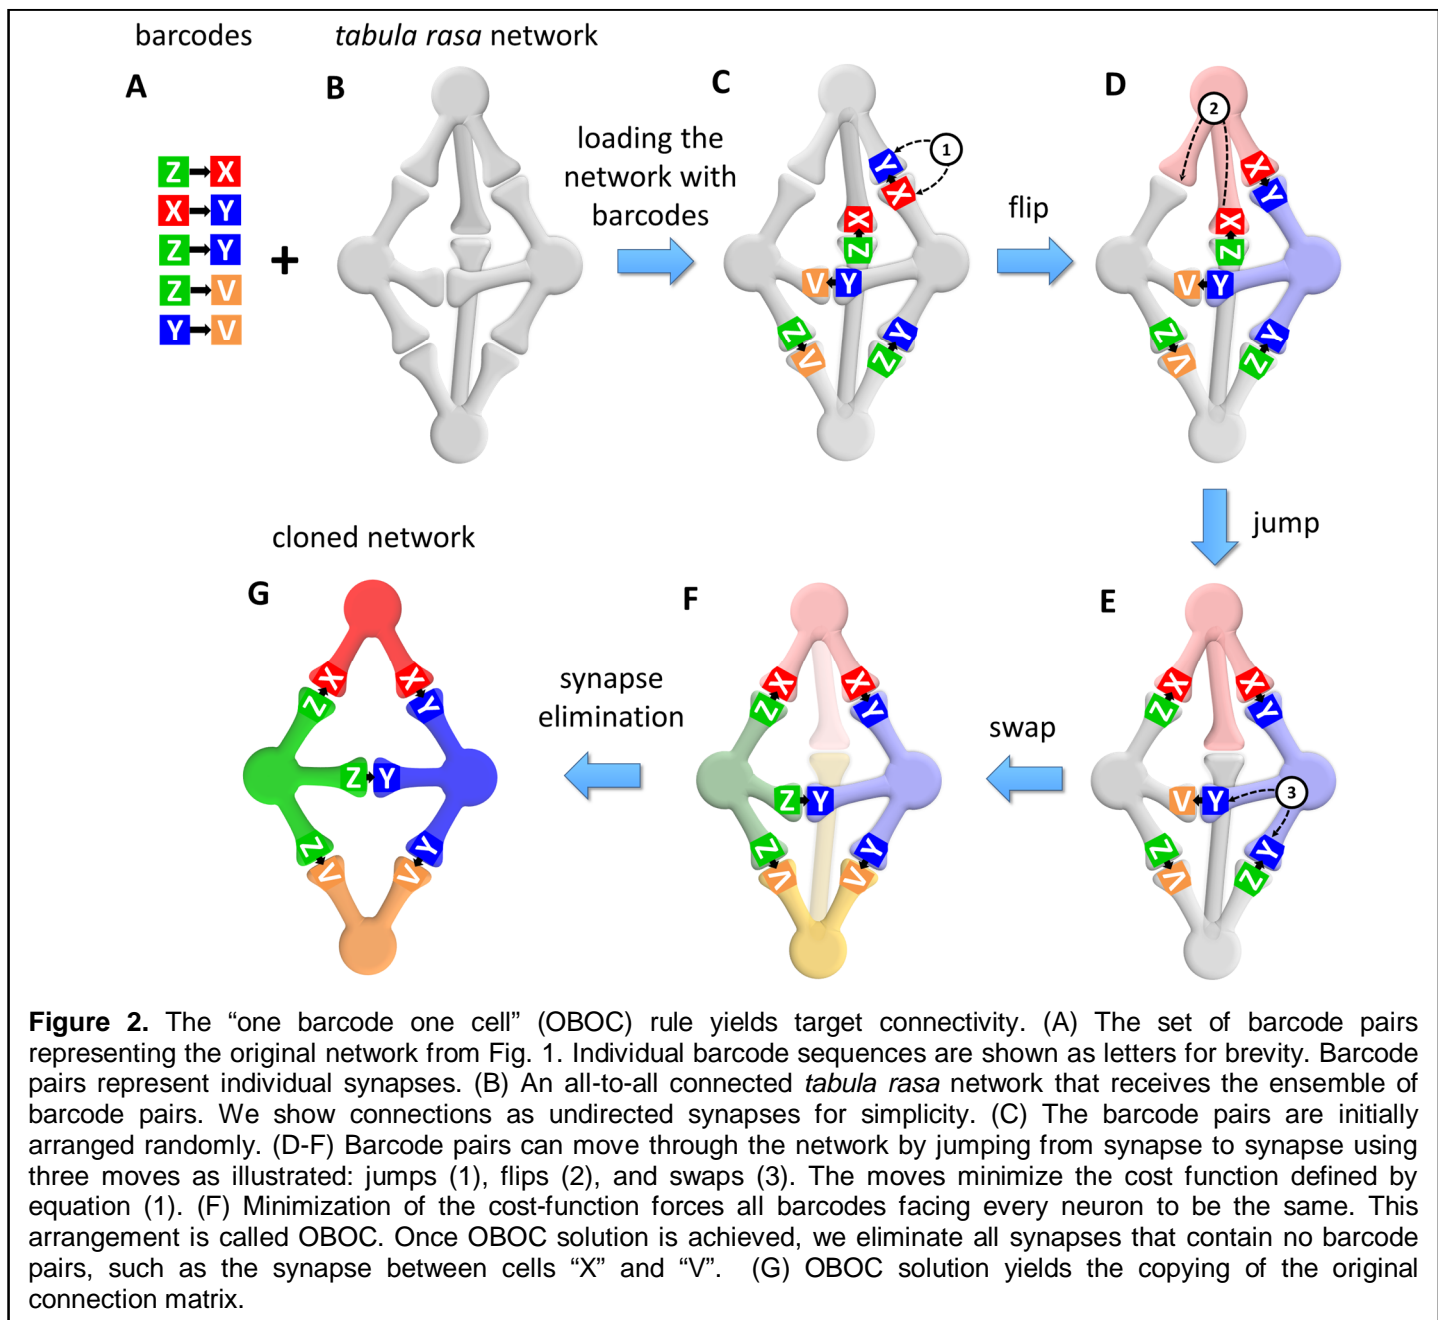 barcodes
tabula rasa network
A
B
C
D
Z → X
X → Y
Z → Y
Z → V
Y → V
+
loading the
network with
barcodes
Y
X
1
X
Z
V
Y
Z
V
Y
Z
flip
2
X
Y
X
Z
V
Y
Z
V
Y
Z
jump
cloned network
G
F
E
X
Z
X
Y
Z
Y
Z
V
Y
V
synapse
elimination
X
Z
X
Y
Z
Y
Z
V
Y
V
swap
X
Z
X
Y
V
Y
3
Z
V
Y
Z
Figure 2. The “one barcode one cell” (OBOC) rule yields target connectivity. (A) The set of barcode pairs
representing the original network from Fig. 1. Individual barcode sequences are shown as letters for brevity. Barcode
pairs represent individual synapses. (B) An all-to-all connected tabula rasa network that receives the ensemble of
barcode pairs. We show connections as undirected synapses for simplicity. (C) The barcode pairs are initially
arranged randomly. (D-F) Barcode pairs can move through the network by jumping from synapse to synapse using
three moves as illustrated: jumps (1), flips (2), and swaps (3). The moves minimize the cost function defined by
equation (1). (F) Minimization of the cost-function forces all barcodes facing every neuron to be the same. This
arrangement is called OBOC. Once OBOC solution is achieved, we eliminate all synapses that contain no barcode
pairs, such as the synapse between cells “X” and “V”. (G) OBOC solution yields the copying of the original
connection matrix.